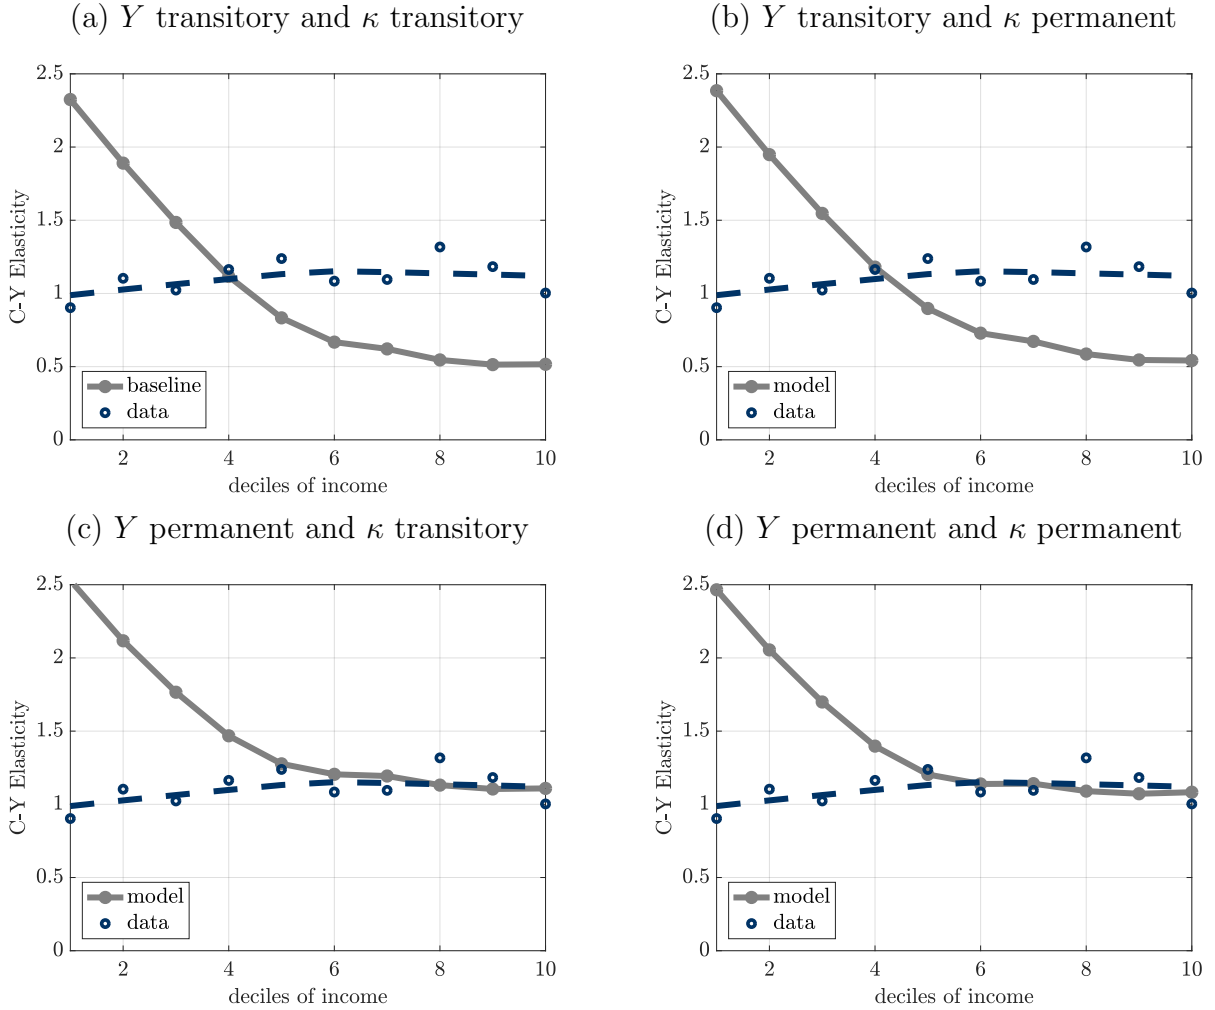 (a) Y transitory and κ transitory
2.5
2
1.5
1
0.5
0
C-Y Elasticity
baseline
data
2 4 6 8 10
deciles of income
(b) Y transitory and κ permanent
2.5
2
1.5
1
0.5
0
C-Y Elasticity
model
data
2 4 6 8 10
deciles of income
(c) Y permanent and κ transitory
2.5
2
1.5
1
0.5
0
C-Y Elasticity
model
data
2 4 6 8 10
deciles of income
(d) Y permanent and κ permanent
2.5
2
1.5
1
0.5
0
C-Y Elasticity
model
data
2 4 6 8 10
deciles of income